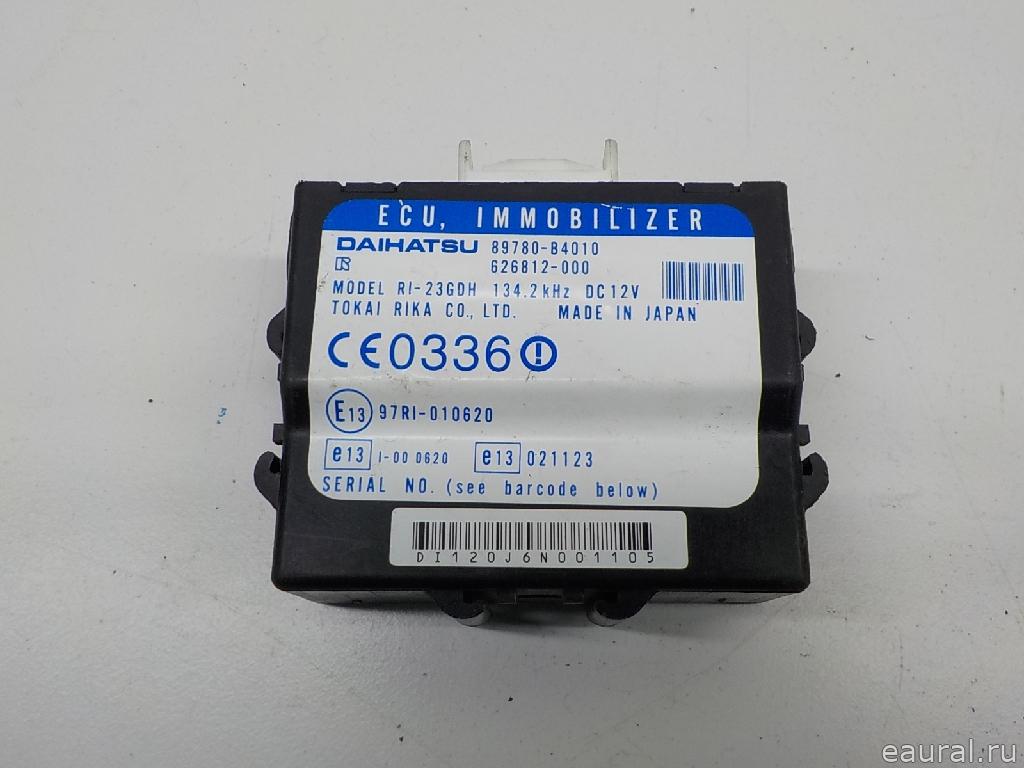 ECU, IMMOBILIZER
DAIHATSU 89780-B4010
626812-000
MODEL RI-23GDH 134.2kHz DC12V
TOKAI RIKA CO., LTD. MADE IN JAPAN
CE0336
E13 97RI-010620
e13 I-00 0620 e13 021123
SERIAL NO. (see barcode below)
DI120J6N001105
eaural.ru